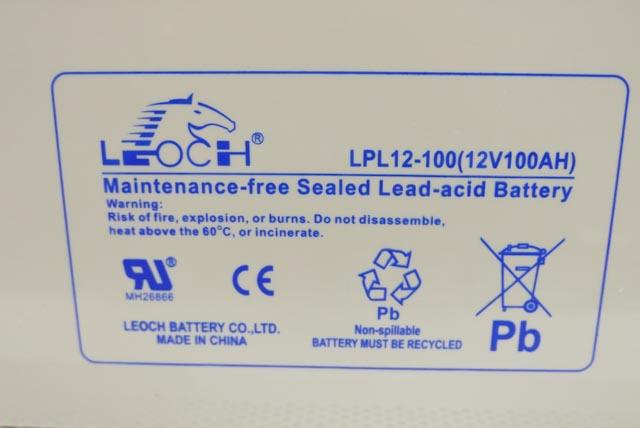 LEOCH®
LPL12-100(12V100AH)
Maintenance-free Sealed Lead-acid Battery
Warning:
Risk of fire, explosion, or burns. Do not disassemble,
heat above the 60°C, or incinerate.
RU®
MH26866
CE
Pb
Non-spillable
BATTERY MUST BE RECYCLED
Pb
LEOCH BATTERY CO.,LTD.
MADE IN CHINA